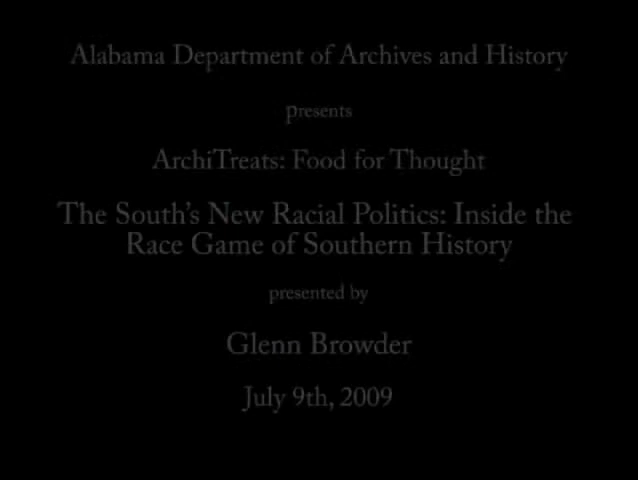 Alabama Department of Archives and History
presents
ArchiTreats: Food for Thought
The South's New Racial Politics: Inside the
Race Game of Southern History
presented by
Glenn Browder
July 9th, 2009